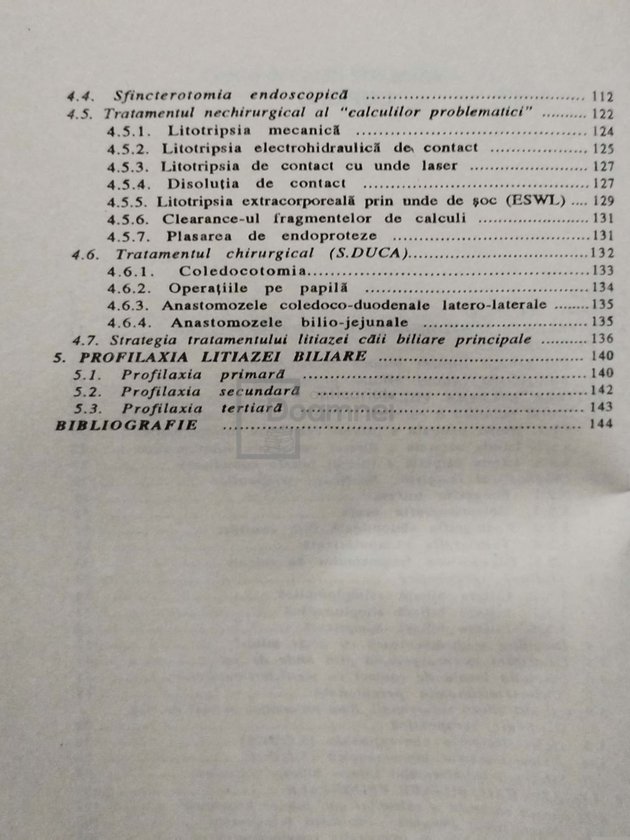 4.4. Sfincterotomia endoscopică ........................................ 112
4.5. Tratamentul nechirurgical al "calculilor problematici" .......... 122
4.5.1. Litotripsia mecanică ........................................ 124
4.5.2. Litotripsia electrohidraulică de contact .................... 125
4.5.3. Litotripsia de contact cu unde laser ....................... 127
4.5.4. Disoluția de contact ........................................ 127
4.5.5. Litotripsia extracorporeală prin unde de șoc (ESWL) .... 129
4.5.6. Clearance-ul fragmentelor de calculi ....................... 131
4.5.7. Plasarea de endoproteze .................................... 131
4.6. Tratamentul chirurgical (S.DUCA)................................ 132
4.6.1. Coledocotomia................................................ 133
4.6.2. Operațiile pe papilă ........................................ 134
4.6.3. Anastomozele coledoco-duodenale latero-laterale ........ 135
4.6.4. Anastomozele bilio-jejunale ................................ 135
4.7. Strategia tratamentului litiazei căii biliare principale .......... 136
5. PROFILAXIA LITIAZEI BILIARE ........................................ 140
5.1. Profilaxia primară ................................................ 140
5.2. Profilaxia secundară ............................................. 142
5.3. Profilaxia tertiară ............................................... 143
BIBLIOGRAFIE ............................................................ 144